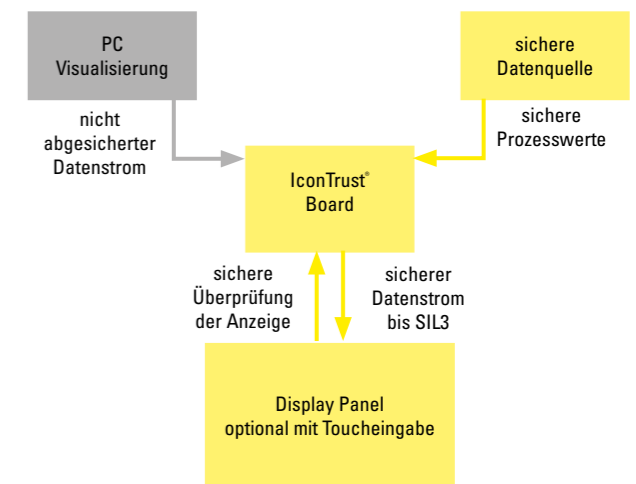 PC
Visualisierung
sichere
Datenquelle
nicht
abgesicherter
Datenstrom
sichere
Prozesswerte
IconTrust®
Board
sichere
Überprüfung
der Anzeige
sicherer
Datenstrom
bis SIL3
Display Panel
optional mit Toucheingabe